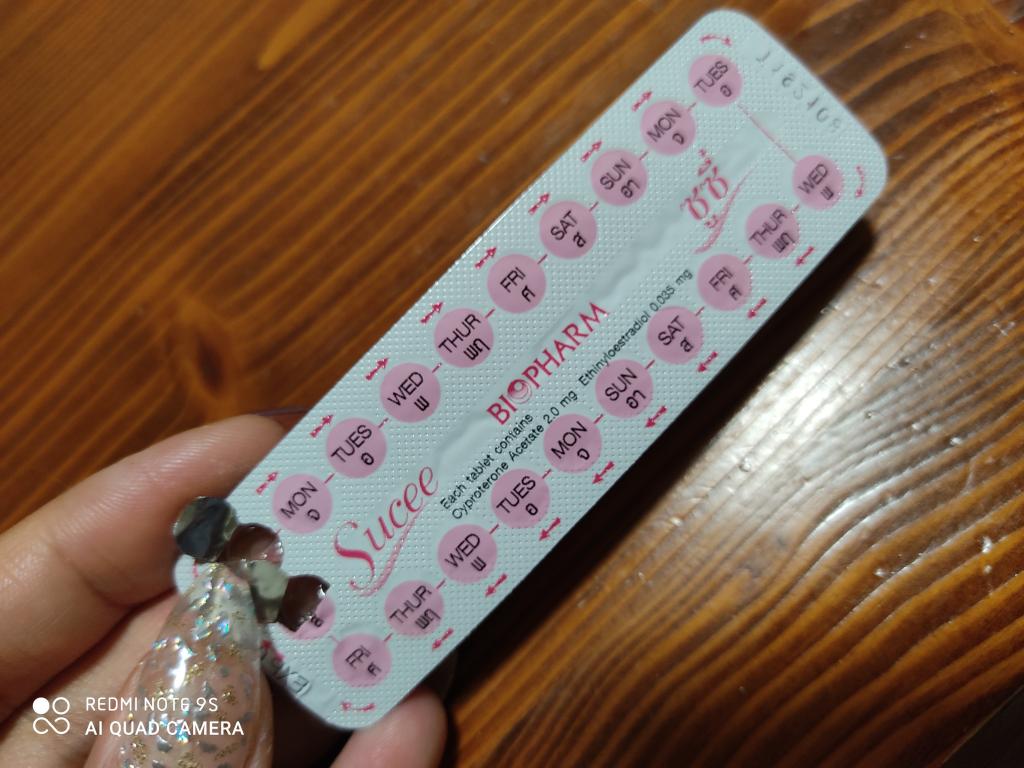 TUES
อ
MON
จ
SUN
อา
SAT
ส
FRI
ศ
THUR
พฤ
WED
พ
TUES
อ
MON
จ
WED
พ
THUR
พฤ
FRI
ศ
SAT
ส
SUN
อา
MON
จ
TUES
อ
WED
พ
THUR
พฤ
FRI
ศ
ส
Sucee
ซูซี
BIOPHARM
Each tablet contains
Cyproterone Acetate 2.0 mg Ethinyloestradiol 0.035 mg
REDMI NOTE 9S
AI QUAD CAMERA